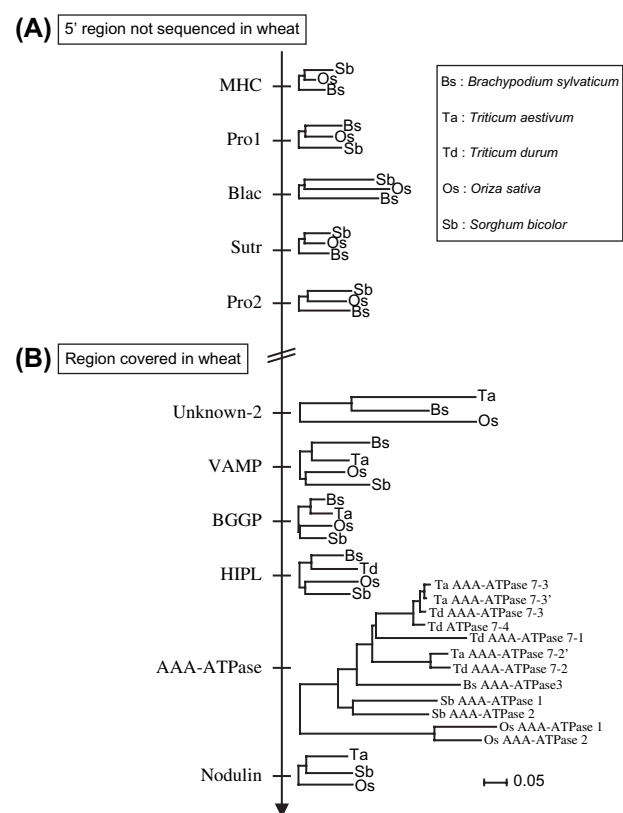 (A) 5' region not sequenced in wheat
MHC
Sb
Os
Bs
Pro1
Bs
Os
Sb
Blac
Sb
Os
Bs
Sutr
Sb
Os
Bs
Pro2
Sb
Os
Bs
Bs : Brachypodium sylvaticum
Ta : Triticum aestivum
Td : Triticum durum
Os : Oriza sativa
Sb : Sorghum bicolor
(B) Region covered in wheat
Unknown-2
Ta
Bs
Os
VAMP
Bs
Ta
Os
Sb
BGGP
Bs
Ta
Os
Sb
HIPL
Bs
Td
Os
Sb
AAA-ATPase
Ta AAA-ATPase 7-3
Ta AAA-ATPase 7-3'
Td AAA-ATPase 7-3
Td ATPase 7-4
Td AAA-ATPase 7-1
Ta AAA-ATPase 7-2'
Td AAA-ATPase 7-2
Bs AAA-ATPase3
Sb AAA-ATPase 1
Sb AAA-ATPase 2
Os AAA-ATPase 1
Os AAA-ATPase 2
Nodulin
Ta
Sb
Os
0.05